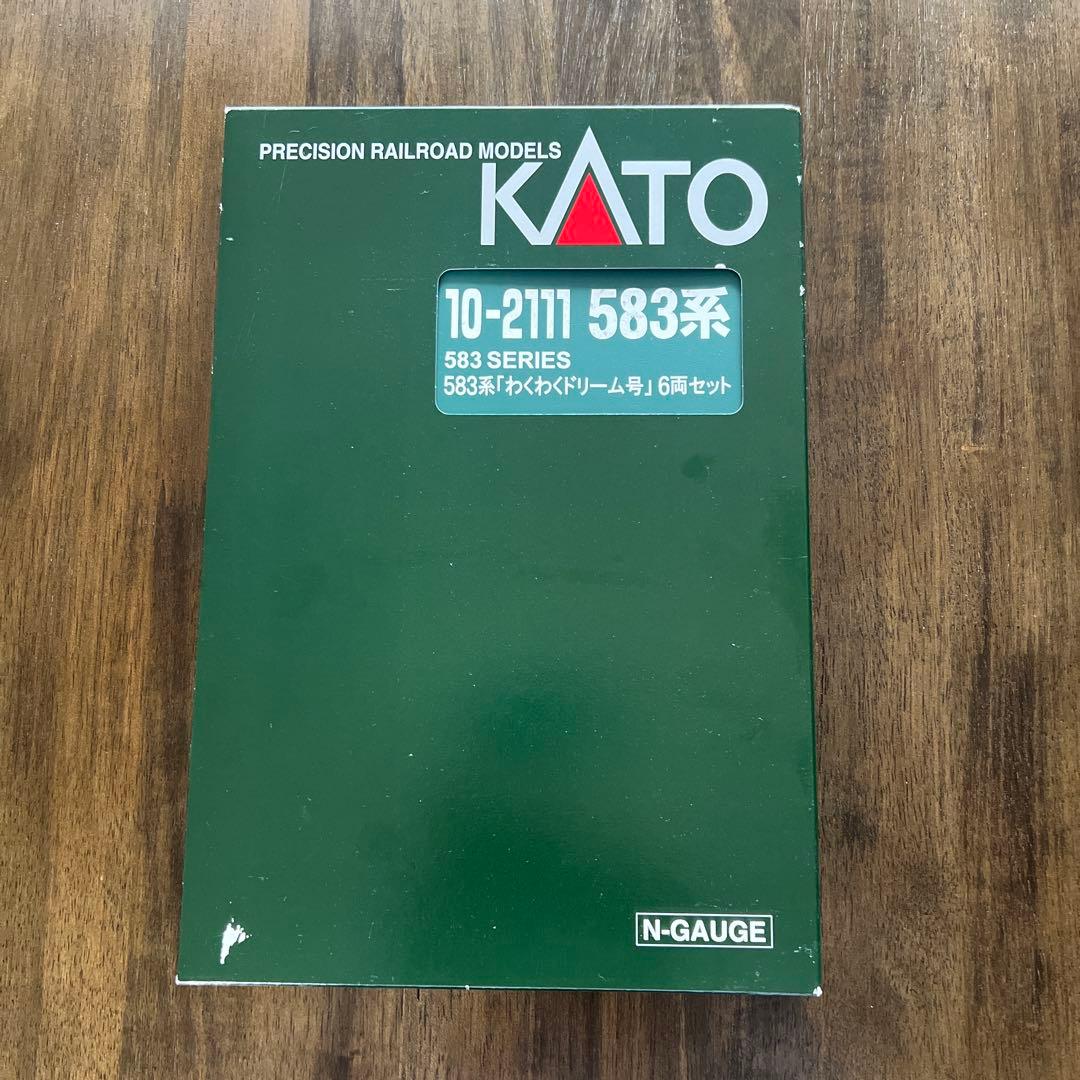 PRECISION RAILROAD MODELS
KATO
10-2111 583系
583 SERIES
583系「わくわくドリーム号」6両セット
N-GAUGE